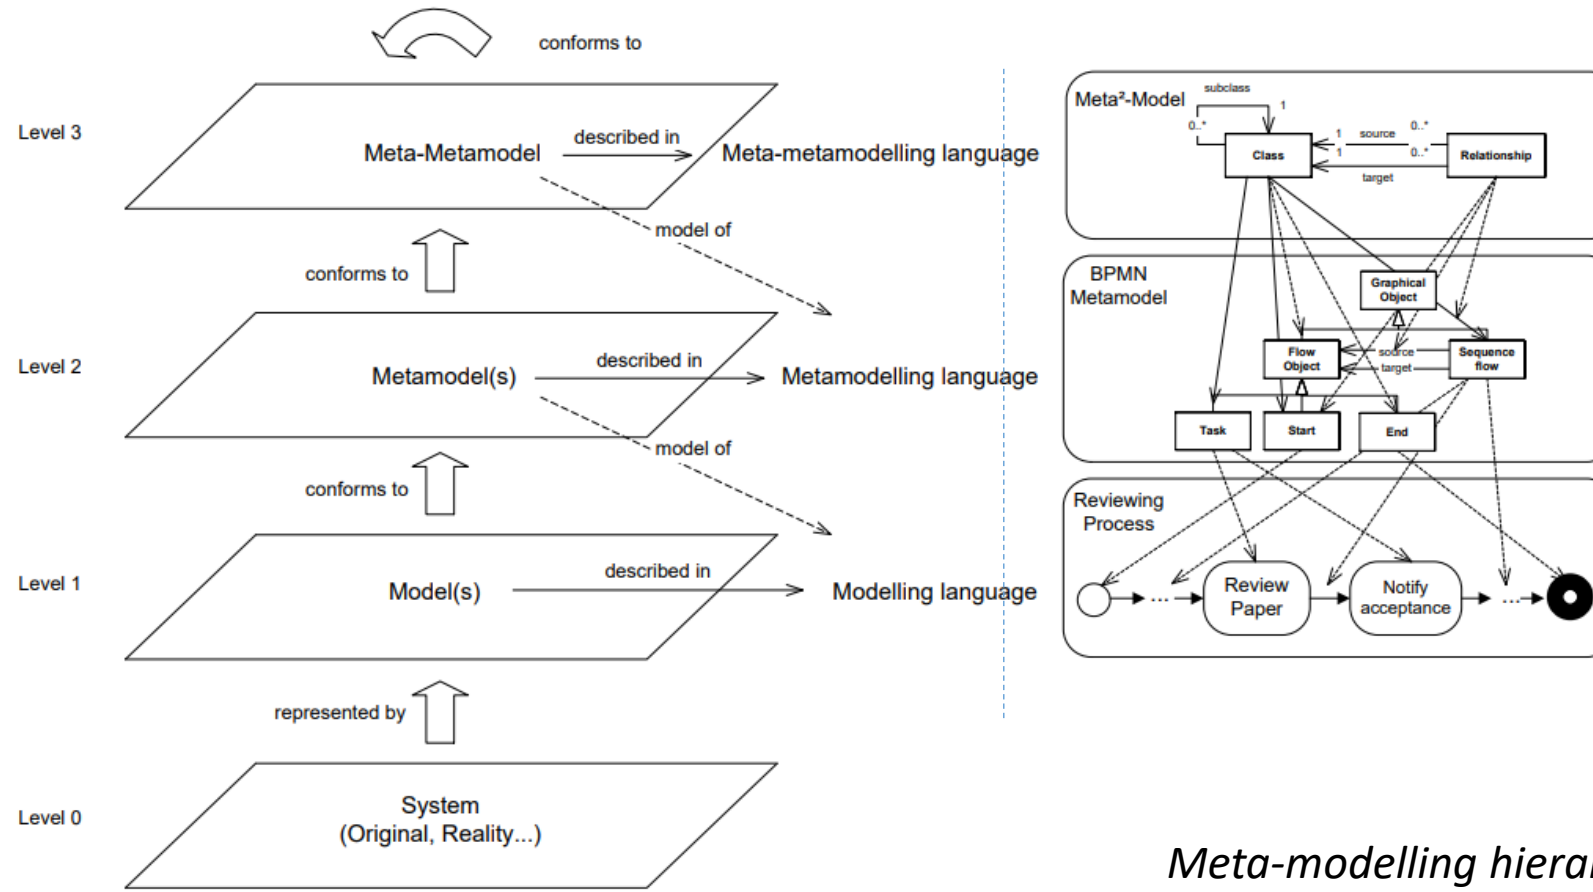 conforms to
Level 3
Meta-Metamodel
described in
Meta-metamodelling language
model of
conforms to
Level 2
Metamodel(s)
described in
Metamodelling language
model of
conforms to
Level 1
Model(s)
described in
Modelling language
represented by
Level 0
System
(Original, Reality...)
Meta²-Model
subclass
1
0..*
Class
1
source
0..*
1
0..*
target
Relationship
BPMN
Metamodel
Graphical
Object
Flow
Object
source
target
Sequence
flow
Task
Start
End
Reviewing
Process
...
Review
Paper
Notify
acceptance
...
Meta-modelling hierar